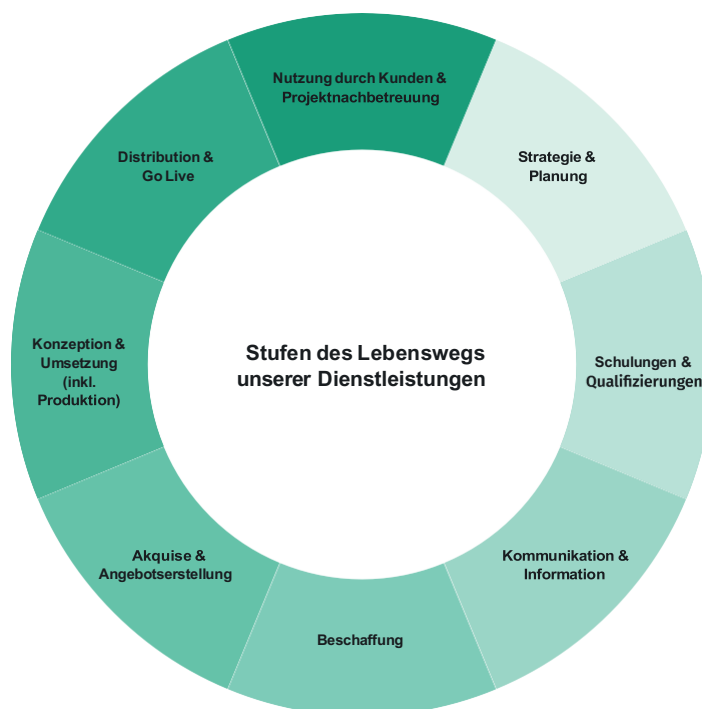 Nutzung durch Kunden &
Projektnachbetreuung
Strategie &
Planung
Schulungen &
Qualifizierungen
Kommunikation &
Information
Beschaffung
Akquise &
Angebotserstellung
Konzeption &
Umsetzung
(inkl.
Produktion)
Distribution &
Go Live
Stufen des Lebenswegs
unserer Dienstleistungen